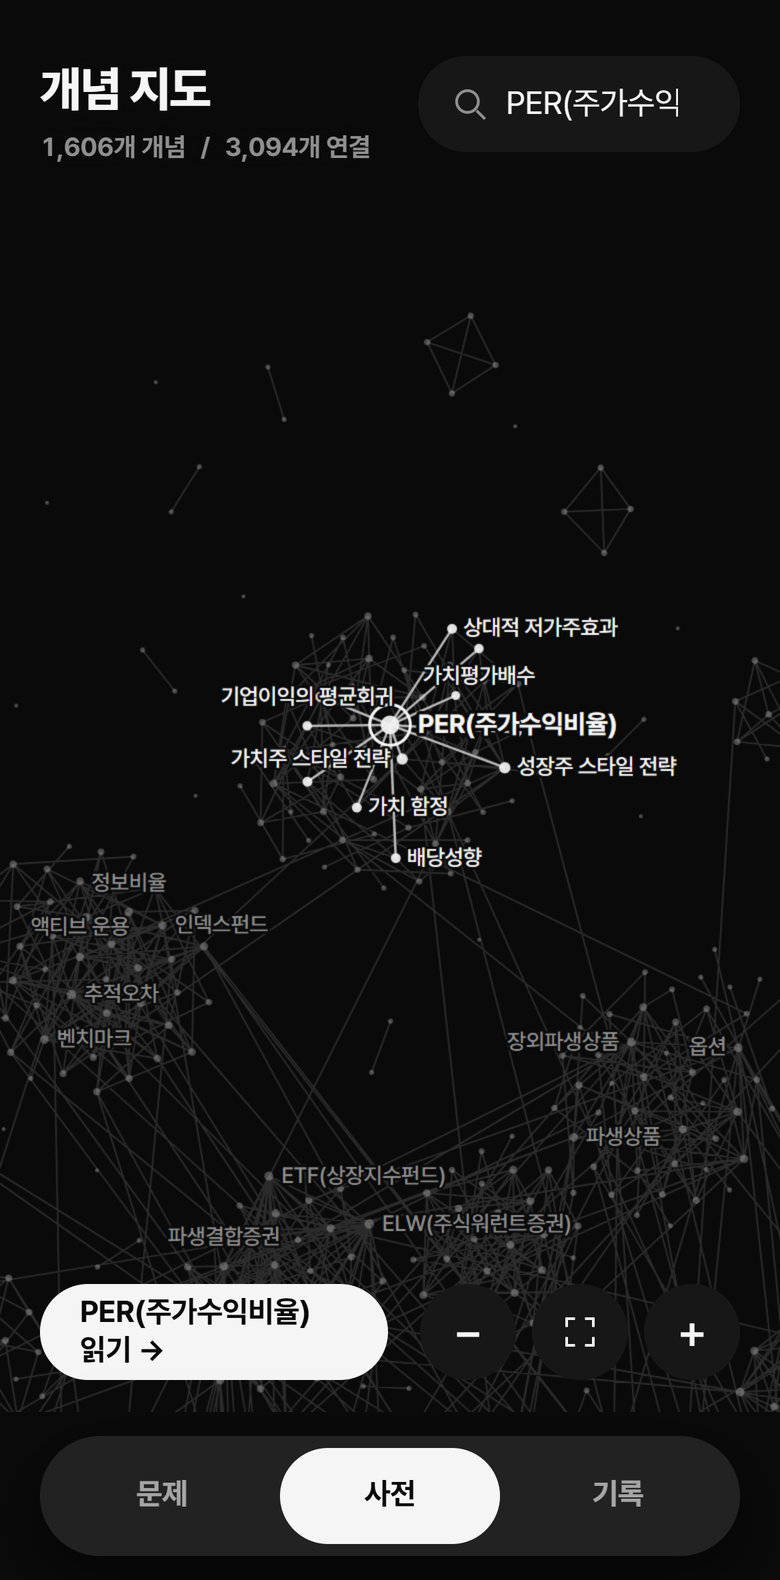 개념 지도
PER(주가수익
1,606개 개념 / 3,094개 연결
상대적 저가주효과
가치평가배수
기업이익의 평균회귀
PER(주가수익비율)
가치주 스타일 전략
성장주 스타일 전략
가치 함정
배당성향
정보비율
액티브 운용
인덱스펀드
추적오차
벤치마크
장외파생상품
옵션
파생상품
ETF(상장지수펀드)
ELW(주식워런트증권)
파생결합증권
PER(주가수익비율)
읽기 →
문제
사전
기록